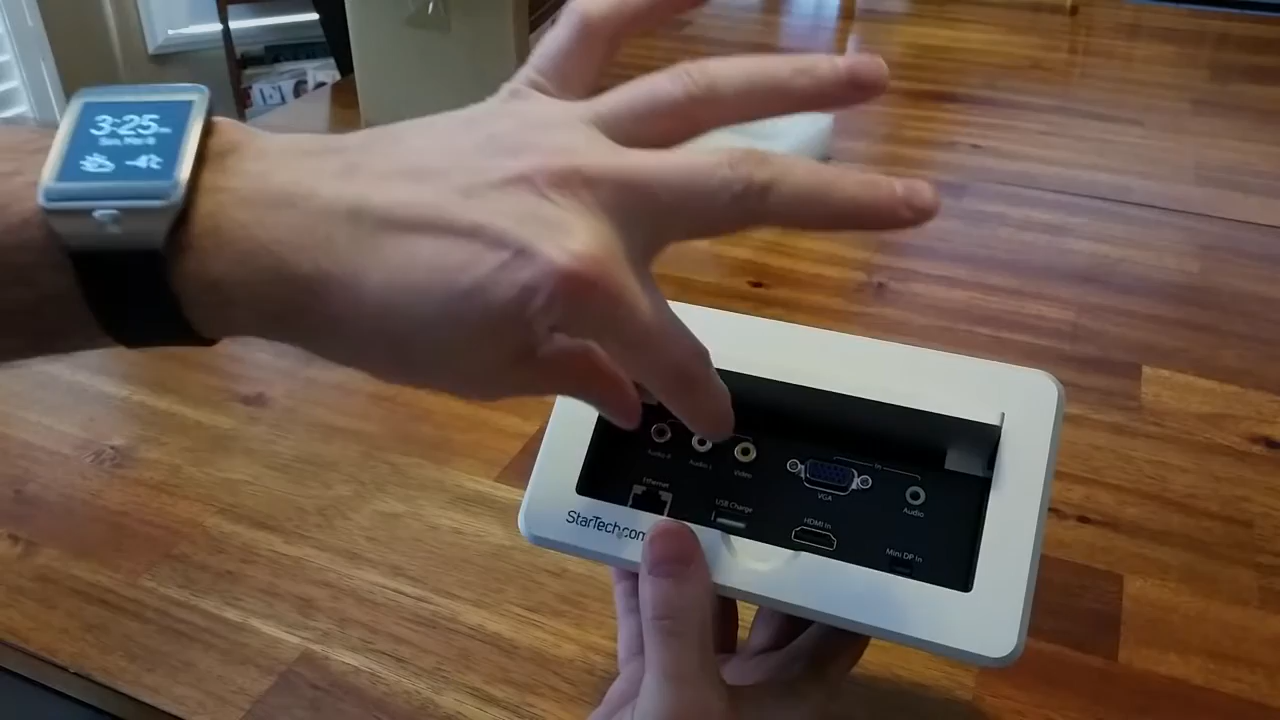 3:25
Audio R
Audio L
Video
In
VGA
Audio
Ethernet
USB Charge
HDMI In
Mini DP In
StarTech.com